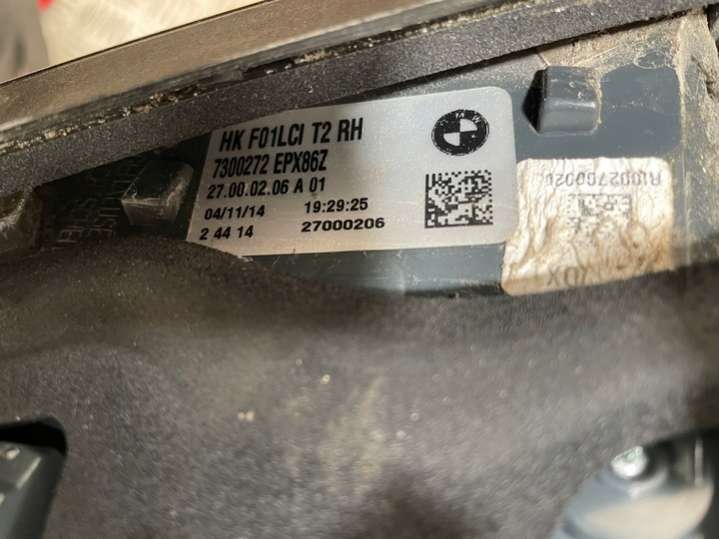 HK F01LCI T2 RH
7300272 EPX86Z
27.00.02.06 A 01
04/11/14 19:29:25
2 44 14 27000206
BMW